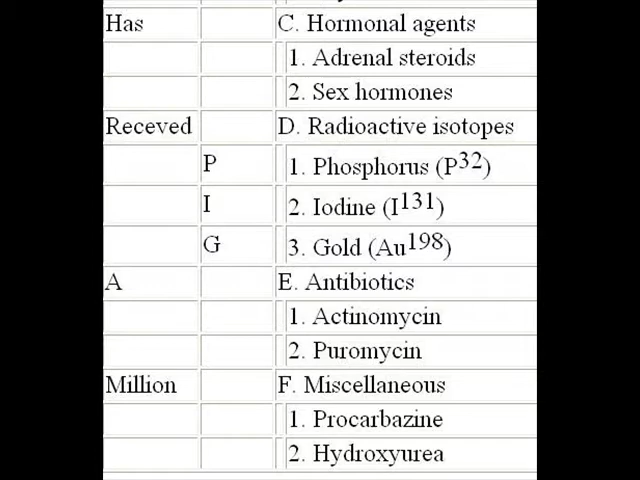 Has C. Hormonal agents
1. Adrenal steroids
2. Sex hormones
Receved D. Radioactive isotopes
P 1. Phosphorus (P32)
I 2. Iodine (I131)
G 3. Gold (Au198)
A E. Antibiotics
1. Actinomycin
2. Puromycin
Million F. Miscellaneous
1. Procarbazine
2. Hydroxyurea